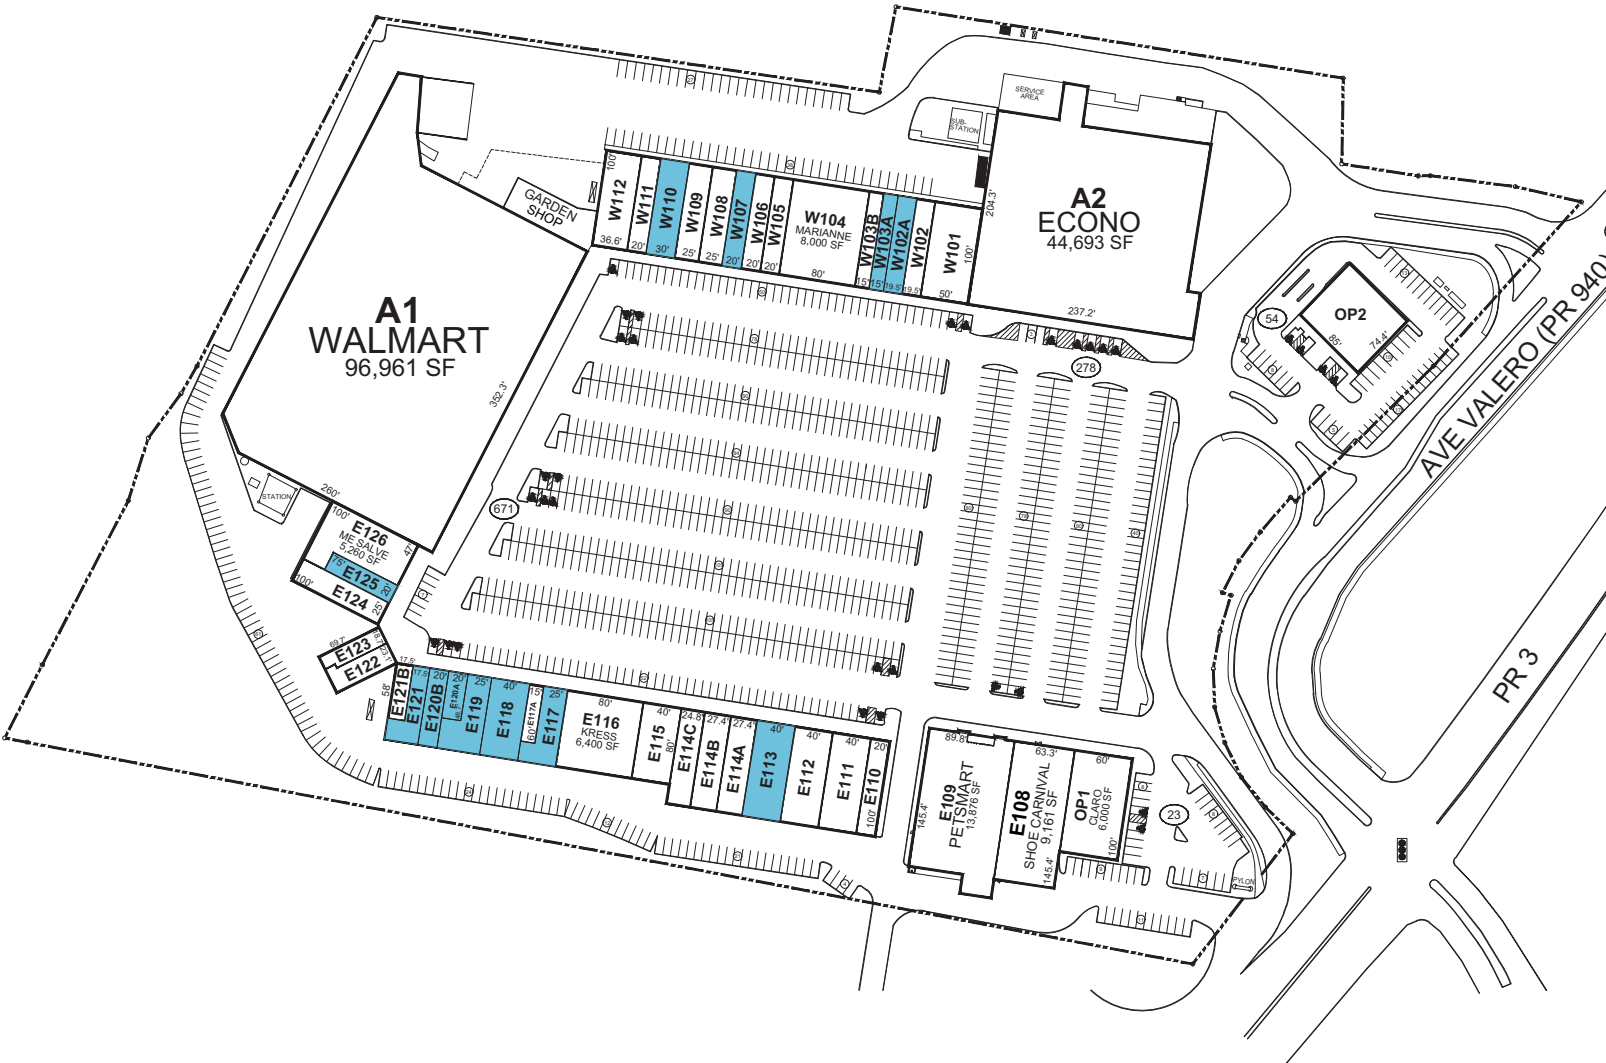 SERVICE
AREA
SUB-
STATION
A2
ECONO
44,693 SF
204.3'
237.2'
GARDEN
SHOP
W112
100'
36.6'
W111
20'
W110
30'
W109
25'
W108
25'
W107
20'
W106
20'
W105
20'
W104
MARIANNE
8,000 SF
80'
W103B
15'
W103A
15'
W102A
19.5'
W102
19.5'
W101
100'
50'
A1
WALMART
96,961 SF
352.3'
260'
OP2
85'
74.4'
54
278
671
23
AVE VALERO (PR 940)
PR 3
STATION
100'
E126
ME SALVE
5,260 SF
47'
75'
E125
20'
100'
E124
25'
69.7'
E123
E122
23.1'
17.5'
58'
E121B
17.5'
E121
20'
E120B
20'
E120A
25'
E119
40'
E118
15'
E117A
60'
25'
E117
80'
E116
KRESS
6,400 SF
40'
E115
80'
24.8'
E114C
27.4'
E114B
27.4'
E114A
40'
E113
40'
E112
40'
E111
20'
E110
100'
89.8'
E109
PETSMART
13,876 SF
145.4'
63.3'
E108
SHOE CARNIVAL
9,161 SF
145.4'
60'
OP1
CLARO
6,000 SF
100'
PYLON